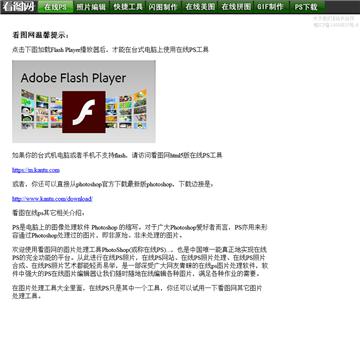 看图网 在线PS 照片编辑 快捷工具 闪图制作 在线美图 在线拼图 GIF制作 PS下载
看图网温馨提示:
点击下图加载Flash Player播放器后,才能在台式电脑上使用在线PS工具
Adobe Flash Player
如果你的台式机电脑或者手机不支持flash,请访问看图网html5版在线PS工具
https://m.kantu.com
或者,你还可以直接从photoshop官方下载最新版photoshop,下载边接是:
http://www.kantu.com/download/
看图在线ps其它相关介绍。
PS是电脑上的图像处理软件 Photoshop 的缩写。对于广大Photoshop爱好者而言,PS亦用来形
容通过Photoshop处理过的图片,即非原始、非未处理的图片。
欢迎使用看图网的图片处理工具PhotoShop(或称在线PS)...,也是中国唯一能真正地实现在线
PS的完全功能的平台。从此进行在线PS照片,在线PS网站、在线PS照片处理、在线PS照片
合成、在线PS照片艺术都能轻而易举,是一部深受广大网友青睐的在线ps图片处理软件。软
件中强大的PS在线图片编辑器让我们随时随地在线编辑各种图片,满足各种作业的需要。
在图片处理工具大全里面,在线PS只是其中一个工具,你还可以试用一下看图网其它图片
处理工具。